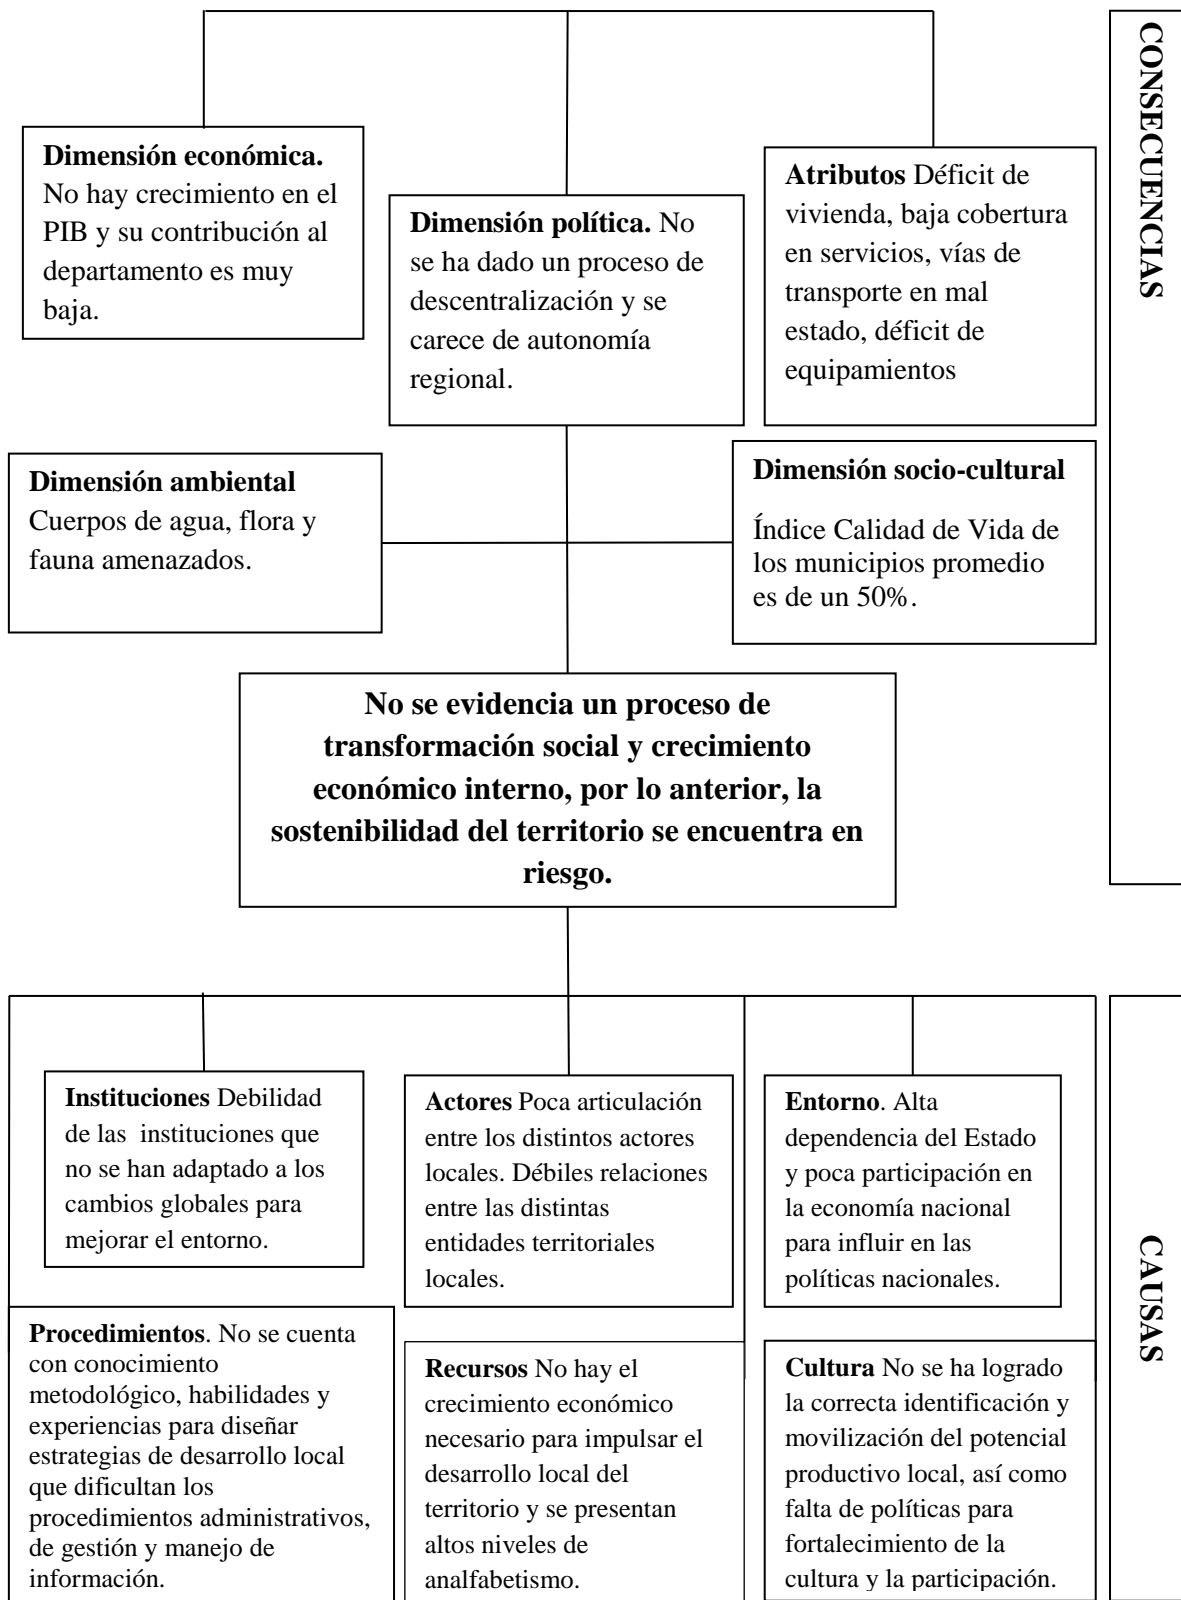 CONSECUENCIAS
Dimensión económica.
No hay crecimiento en el
PIB y su contribución al
departamento es muy
baja.
Dimensión política. No
se ha dado un proceso de
descentralización y se
carece de autonomía
regional.
Atributos Déficit de
vivienda, baja cobertura
en servicios, vías de
transporte en mal
estado, déficit de
equipamientos
Dimensión ambiental
Cuerpos de agua, flora y
fauna amenazados.
Dimensión socio-cultural
Índice Calidad de Vida de
los municipios promedio
es de un 50%.
No se evidencia un proceso de
transformación social y crecimiento
económico interno, por lo anterior, la
sostenibilidad del territorio se encuentra en
riesgo.
CAUSAS
Instituciones Debilidad
de las instituciones que
no se han adaptado a los
cambios globales para
mejorar el entorno.
Actores Poca articulación
entre los distintos actores
locales. Débiles relaciones
entre las distintas
entidades territoriales
locales.
Entorno. Alta
dependencia del Estado
y poca participación en
la economía nacional
para influir en las
políticas nacionales.
Procedimientos. No se cuenta
con conocimiento
metodológico, habilidades y
experiencias para diseñar
estrategias de desarrollo local
que dificultan los
procedimientos administrativos,
de gestión y manejo de
información.
Recursos No hay el
crecimiento económico
necesario para impulsar el
desarrollo local del
territorio y se presentan
altos niveles de
analfabetismo.
Cultura No se ha logrado
la correcta identificación y
movilización del potencial
productivo local, así como
falta de políticas para
fortalecimiento de la
cultura y la participación.